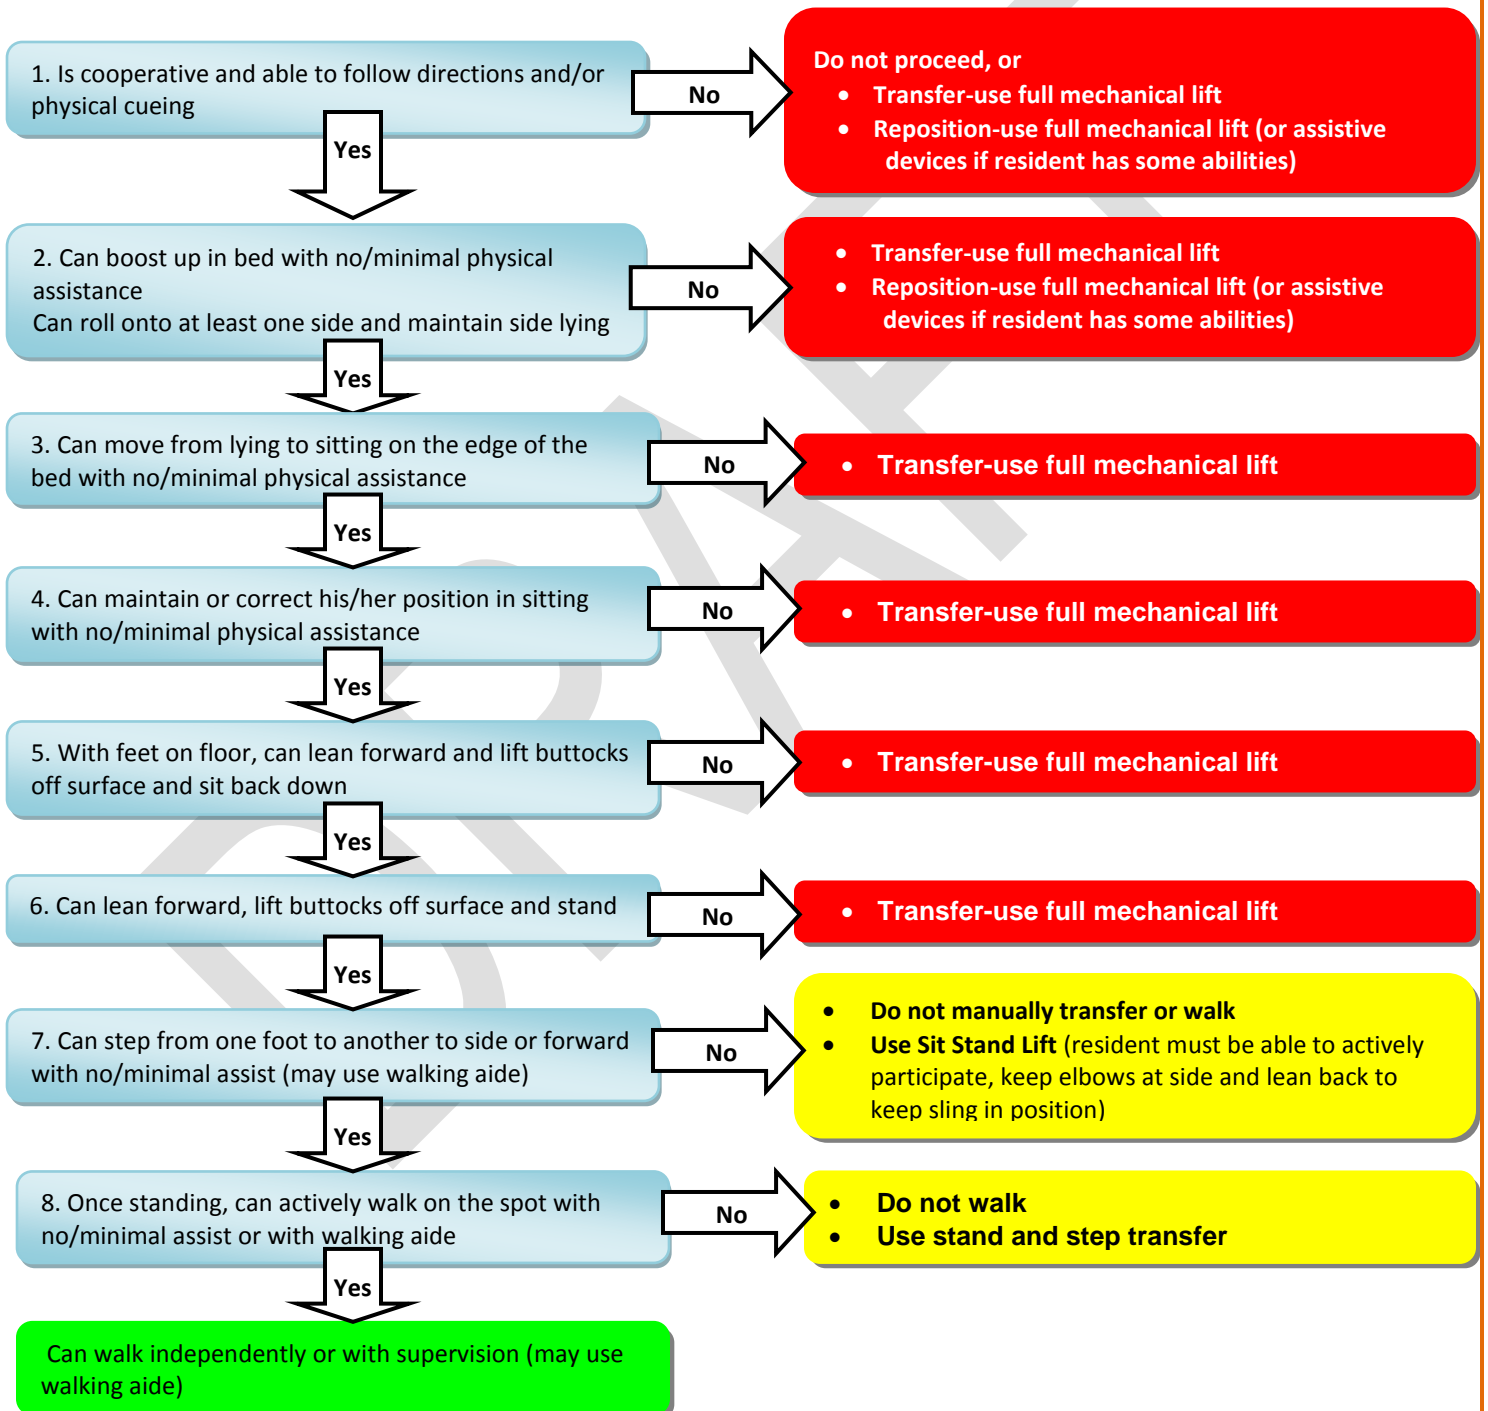 1. Is cooperative and able to follow directions and/or
physical cueing
No
Do not proceed, or
• Transfer-use full mechanical lift
• Reposition-use full mechanical lift (or assistive
devices if resident has some abilities)
Yes
2. Can boost up in bed with no/minimal physical
assistance
Can roll onto at least one side and maintain side lying
No
• Transfer-use full mechanical lift
• Reposition-use full mechanical lift (or assistive
devices if resident has some abilities)
Yes
3. Can move from lying to sitting on the edge of the
bed with no/minimal physical assistance
No
• Transfer-use full mechanical lift
Yes
4. Can maintain or correct his/her position in sitting
with no/minimal physical assistance
No
• Transfer-use full mechanical lift
Yes
5. With feet on floor, can lean forward and lift buttocks
off surface and sit back down
No
• Transfer-use full mechanical lift
Yes
6. Can lean forward, lift buttocks off surface and stand
No
• Transfer-use full mechanical lift
Yes
7. Can step from one foot to another to side or forward
with no/minimal assist (may use walking aide)
No
• Do not manually transfer or walk
• Use Sit Stand Lift (resident must be able to actively
participate, keep elbows at side and lean back to
keep sling in position)
Yes
8. Once standing, can actively walk on the spot with
no/minimal assist or with walking aide
No
• Do not walk
• Use stand and step transfer
Yes
Can walk independently or with supervision (may use
walking aide)
DRAFT